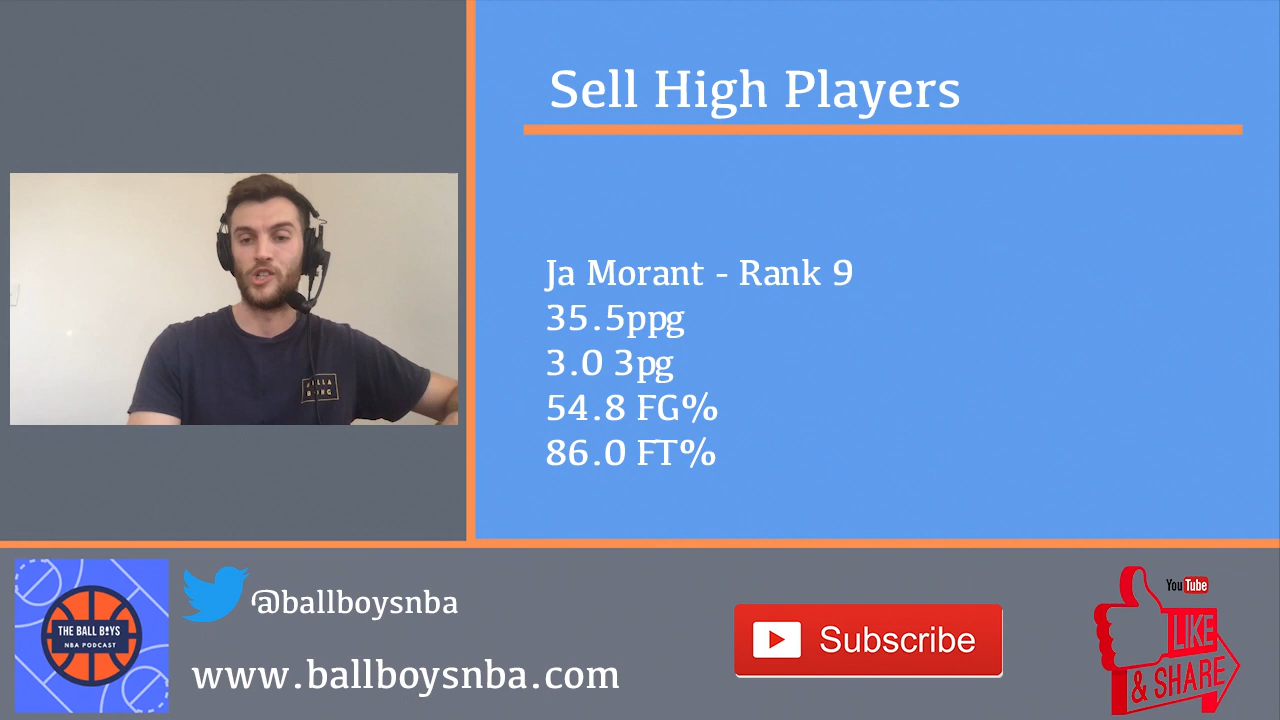 Sell High Players
Ja Morant - Rank 9
35.5ppg
3.0 3pg
54.8 FG%
86.0 FT%
THE BALL BOYS
NBA PODCAST
@ballboysnba
www.ballboysnba.com
Subscribe
YouTube
LIKE
& SHARE